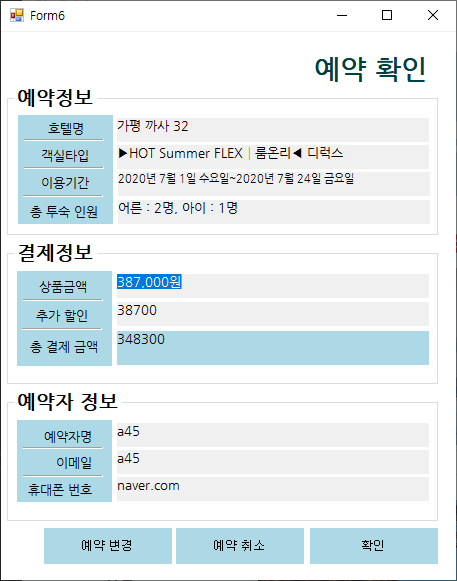 Form6
예약 확인
예약정보
호텔명 가평 까사 32
객실타입 ▶HOT Summer FLEX│룸온리◀ 디럭스
이용기간 2020년 7월 1일 수요일~2020년 7월 24일 금요일
총 투숙 인원 어른 : 2명, 아이 : 1명
결제정보
상품금액 387,000원
추가 할인 38700
총 결제 금액 348300
예약자 정보
예약자명 a45
이메일 a45
휴대폰 번호 naver.com
예약 변경 예약 취소 확인